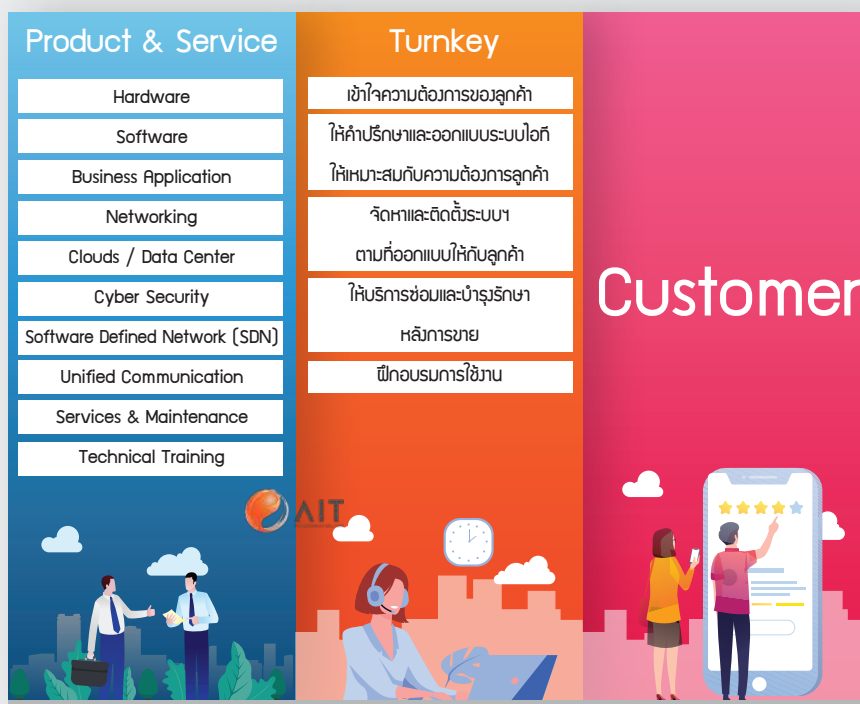 Product & Service
Hardware
Software
Business Application
Networking
Clouds / Data Center
Cyber Security
Software Defined Network (SDN)
Unified Communication
Services & Maintenance
Technical Training
Turnkey
เข้าใจความต้องการของลูกค้า
ให้คำปรึกษาและออกแบบระบบไอที
ให้เหมาะสมกับความต้องการลูกค้า
จัดหาและติดตั้งระบบฯ
ตามที่ออกแบบให้กับลูกค้า
ให้บริการซ่อมและบำรุงรักษา
หลังการขาย
ฝึกอบรมการใช้งาน
Customer
AIT